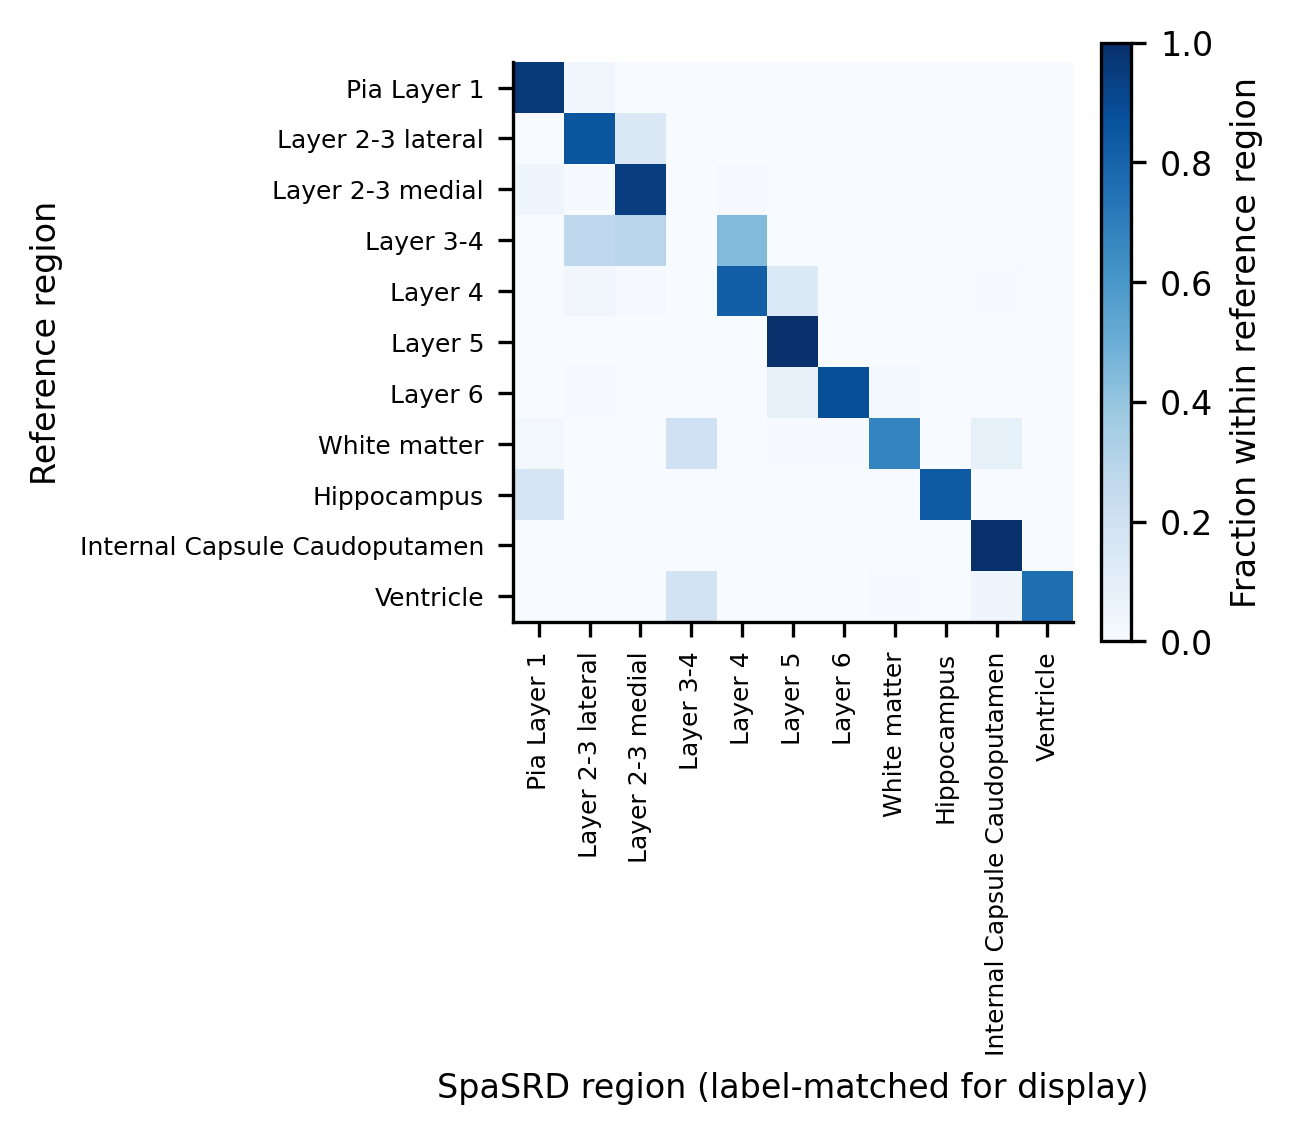 Reference region
Pia Layer 1
Layer 2-3 lateral
Layer 2-3 medial
Layer 3-4
Layer 4
Layer 5
Layer 6
White matter
Hippocampus
Internal Capsule Caudoputamen
Ventricle
Pia Layer 1
Layer 2-3 lateral
Layer 2-3 medial
Layer 3-4
Layer 4
Layer 5
Layer 6
White matter
Hippocampus
Internal Capsule Caudoputamen
Ventricle
SpaSRD region (label-matched for display)
1.0
0.8
0.6
0.4
0.2
0.0
Fraction within reference region